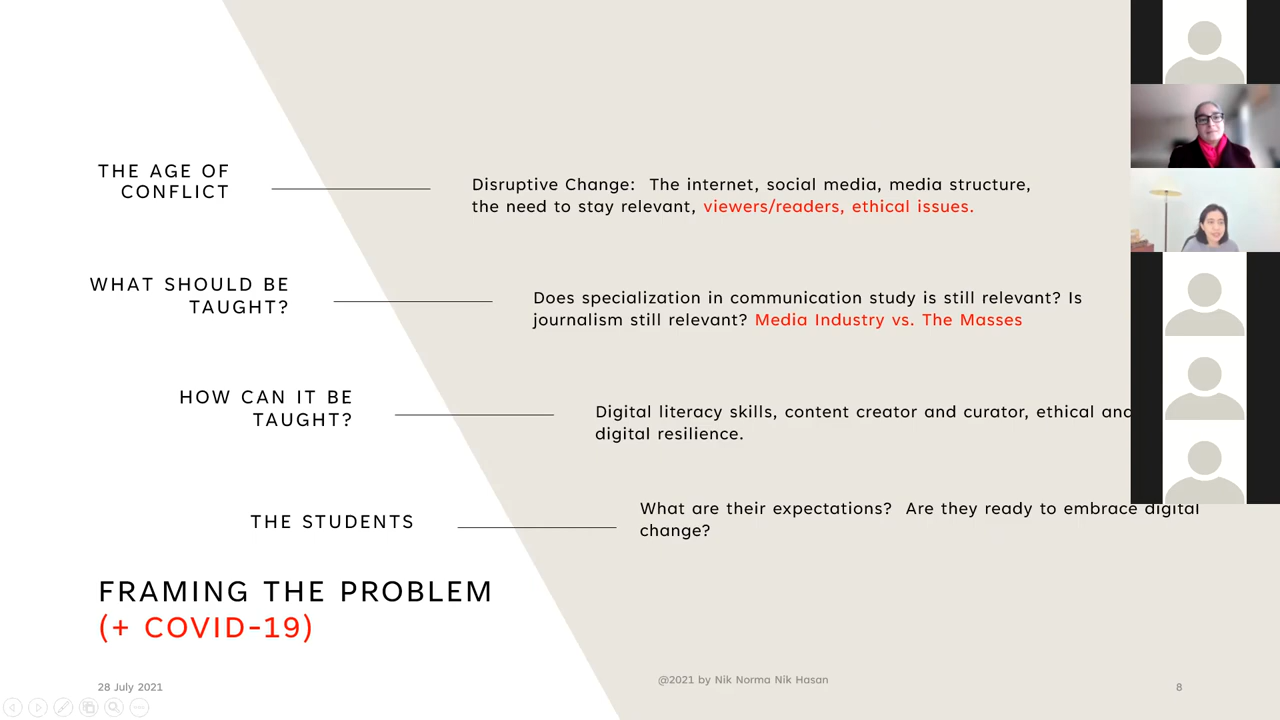 THE AGE OF
CONFLICT
Disruptive Change:  The internet, social media, media structure,
the need to stay relevant, viewers/readers, ethical issues.
WHAT SHOULD BE
TAUGHT?
Does specialization in communication study is still relevant? Is
journalism still relevant? Media Industry vs. The Masses
HOW CAN IT BE
TAUGHT?
Digital literacy skills, content creator and curator, ethical and
digital resilience.
THE STUDENTS
What are their expectations?  Are they ready to embrace digital
change?
FRAMING THE PROBLEM
(+ COVID-19)
28 July 2021
@2021 by Nik Norma Nik Hasan
8